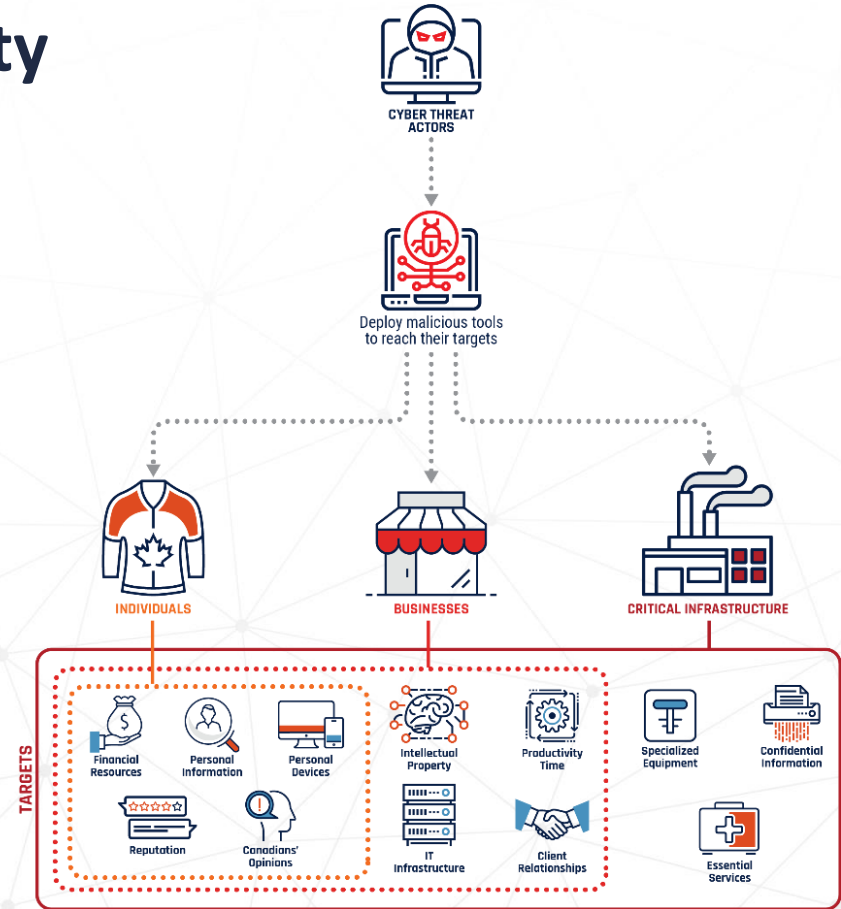 ty
CYBER THREAT
ACTORS
Deploy malicious tools
to reach their targets
INDIVIDUALS
BUSINESSES
CRITICAL INFRASTRUCTURE
TARGETS
Financial
Resources
Personal
Information
Personal
Devices
Reputation
Canadians'
Opinions
Intellectual
Property
Productivity
Time
IT
Infrastructure
Client
Relationships
Specialized
Equipment
Confidential
Information
Essential
Services